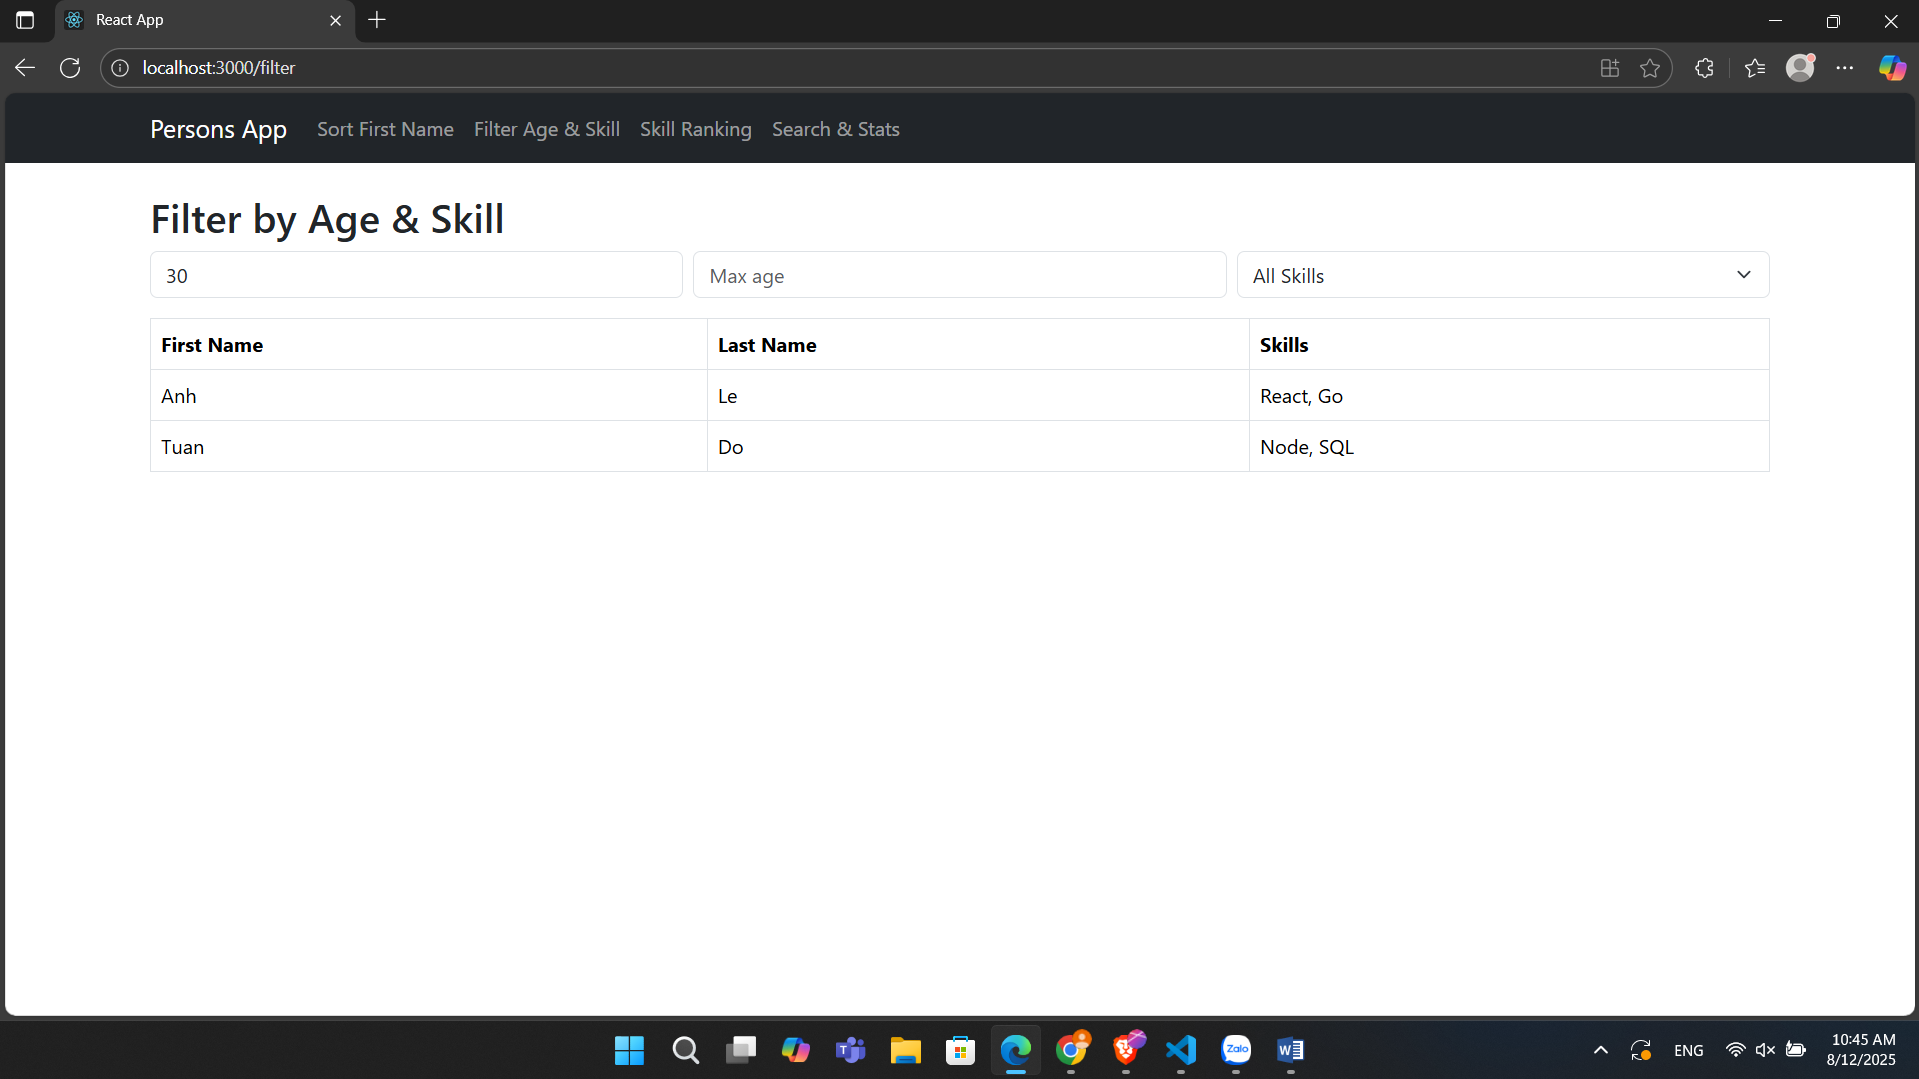 React App
localhost:3000/filter
Persons App Sort First Name Filter Age & Skill Skill Ranking Search & Stats
Filter by Age & Skill
30 Max age All Skills
First Name Last Name Skills
Anh Le React, Go
Tuan Do Node, SQL
Zalo
ENG
10:45 AM
8/12/2025